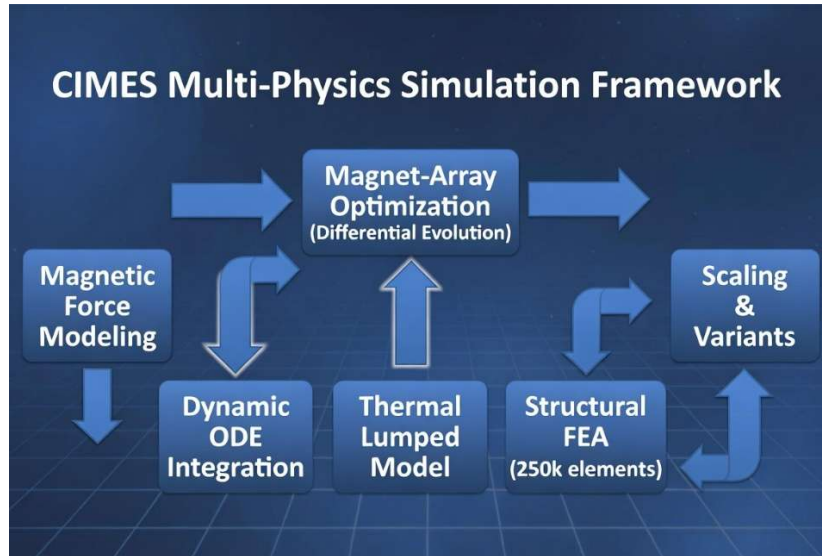 CIMES Multi-Physics Simulation Framework
Magnet-Array
Optimization
(Differential Evolution)
Magnetic
Force
Modeling
Scaling
&
Variants
Dynamic
ODE
Integration
Thermal
Lumped
Model
Structural
FEA
(250k elements)